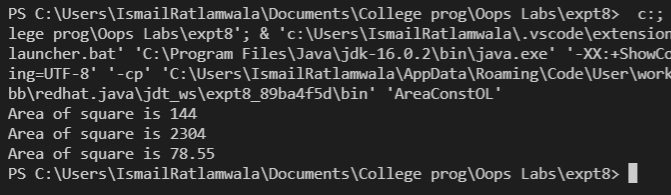 PS C:\Users\IsmailRatlamwala\Documents\College prog\Oops Labs\expt8>  c:;
lege prog\Oops Labs\expt8'; & 'c:\Users\IsmailRatlamwala\.vscode\extension
launcher.bat' 'C:\Program Files\Java\jdk-16.0.2\bin\java.exe' '-XX:+ShowCo
ing=UTF-8' '-cp' 'C:\Users\IsmailRatlamwala\AppData\Roaming\Code\User\work
bb\redhat.java\jdt_ws\expt8_89ba4f5d\bin' 'AreaConstOL'
Area of square is 144
Area of square is 2304
Area of square is 78.55
PS C:\Users\IsmailRatlamwala\Documents\College prog\Oops Labs\expt8>